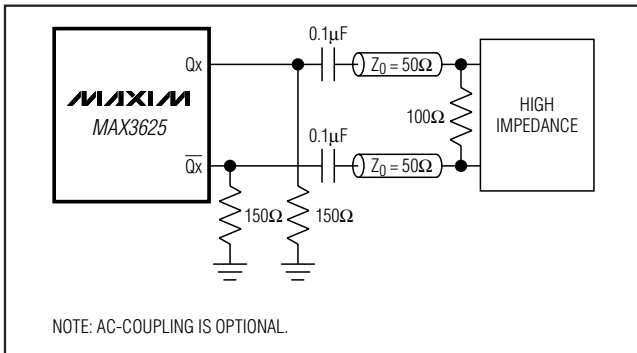 0.1μF
Qx
Z0 = 50Ω
MAXIM
MAX3625
100Ω
HIGH
IMPEDANCE
0.1μF
Q̅x̅
Z0 = 50Ω
150Ω
150Ω
NOTE: AC-COUPLING IS OPTIONAL.